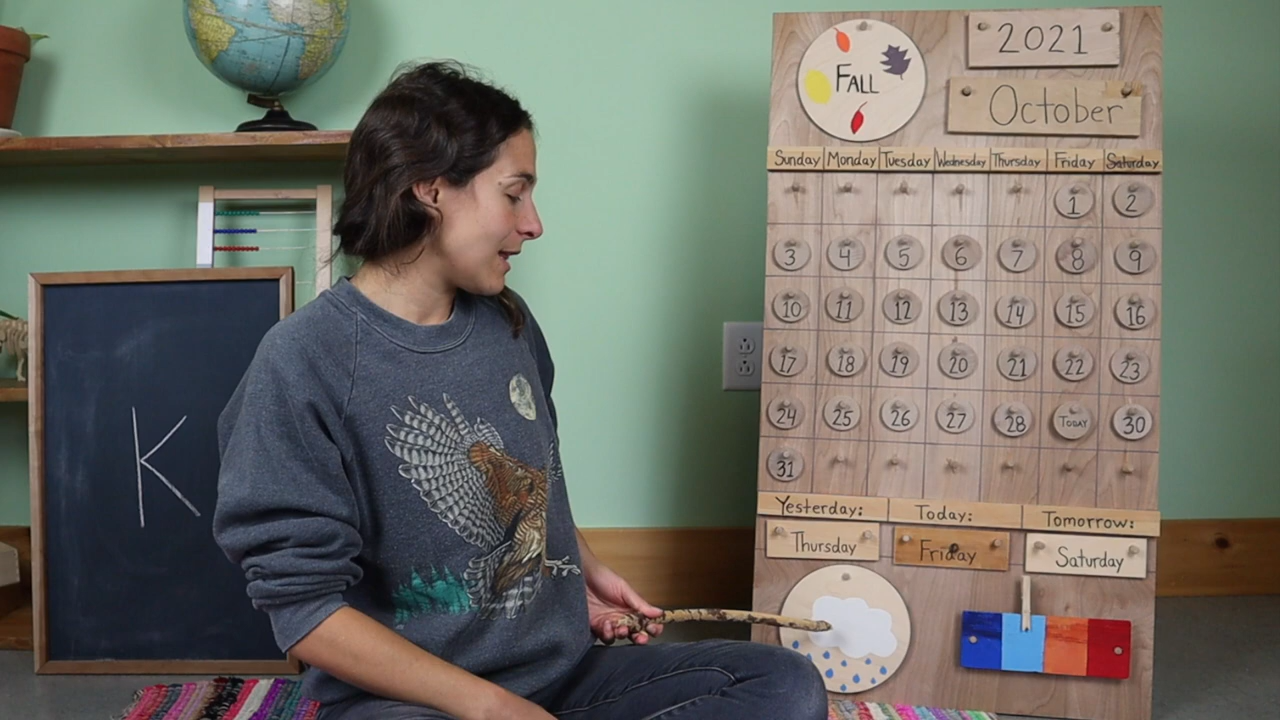 2021
FALL
October
Sunday Monday Tuesday Wednesday Thursday Friday Saturday
1 2
3 4 5 6 7 8 9
10 11 12 13 14 15 16
17 18 19 20 21 22 23
24 25 26 27 28 TODAY 30
31
K
Yesterday: Today: Tomorrow:
Thursday Friday Saturday